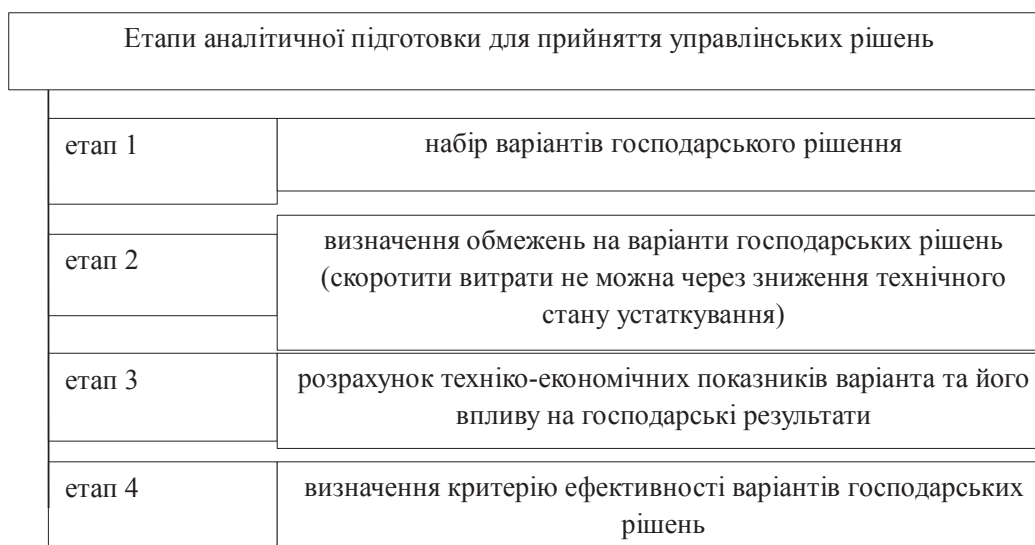 Етапи аналітичної підготовки для прийняття управлінських рішень
етап 1
набір варіантів господарського рішення
етап 2
визначення обмежень на варіанти господарських рішень
(скоротити витрати не можна через зниження технічного
стану устаткування)
етап 3
розрахунок техніко-економічних показників варіанта та його
впливу на господарські результати
етап 4
визначення критерію ефективності варіантів господарських
рішень